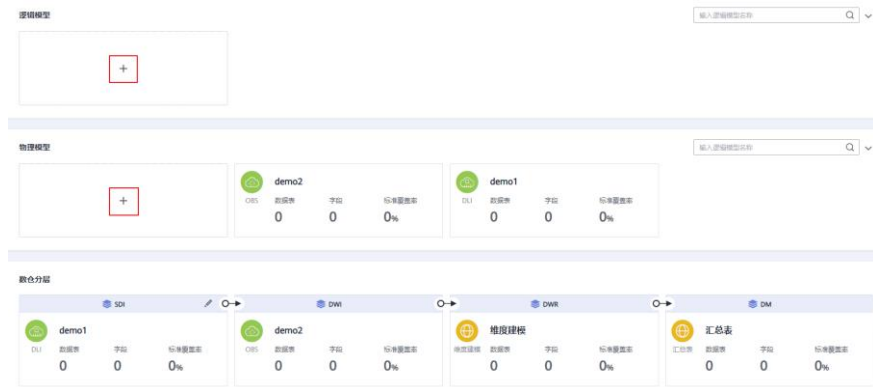 逻辑模型
输入逻辑模型名称
物理模型
输入逻辑模型名称
demo2
demo1
OBS 数据表 字段 标准覆盖率
DLI 数据表 字段 标准覆盖率
0 0 0%
0 0 0%
数仓分层
SDI
DWI
DWR
DM
demo1
demo2
维度建模
汇总表
DLI 数据表 字段 标准覆盖率
OBS 数据表 字段 标准覆盖率
维度建模 数据表 字段 标准覆盖率
汇总表 数据表 字段 标准覆盖率
0 0 0%
0 0 0%
0 0 0%
0 0 0%